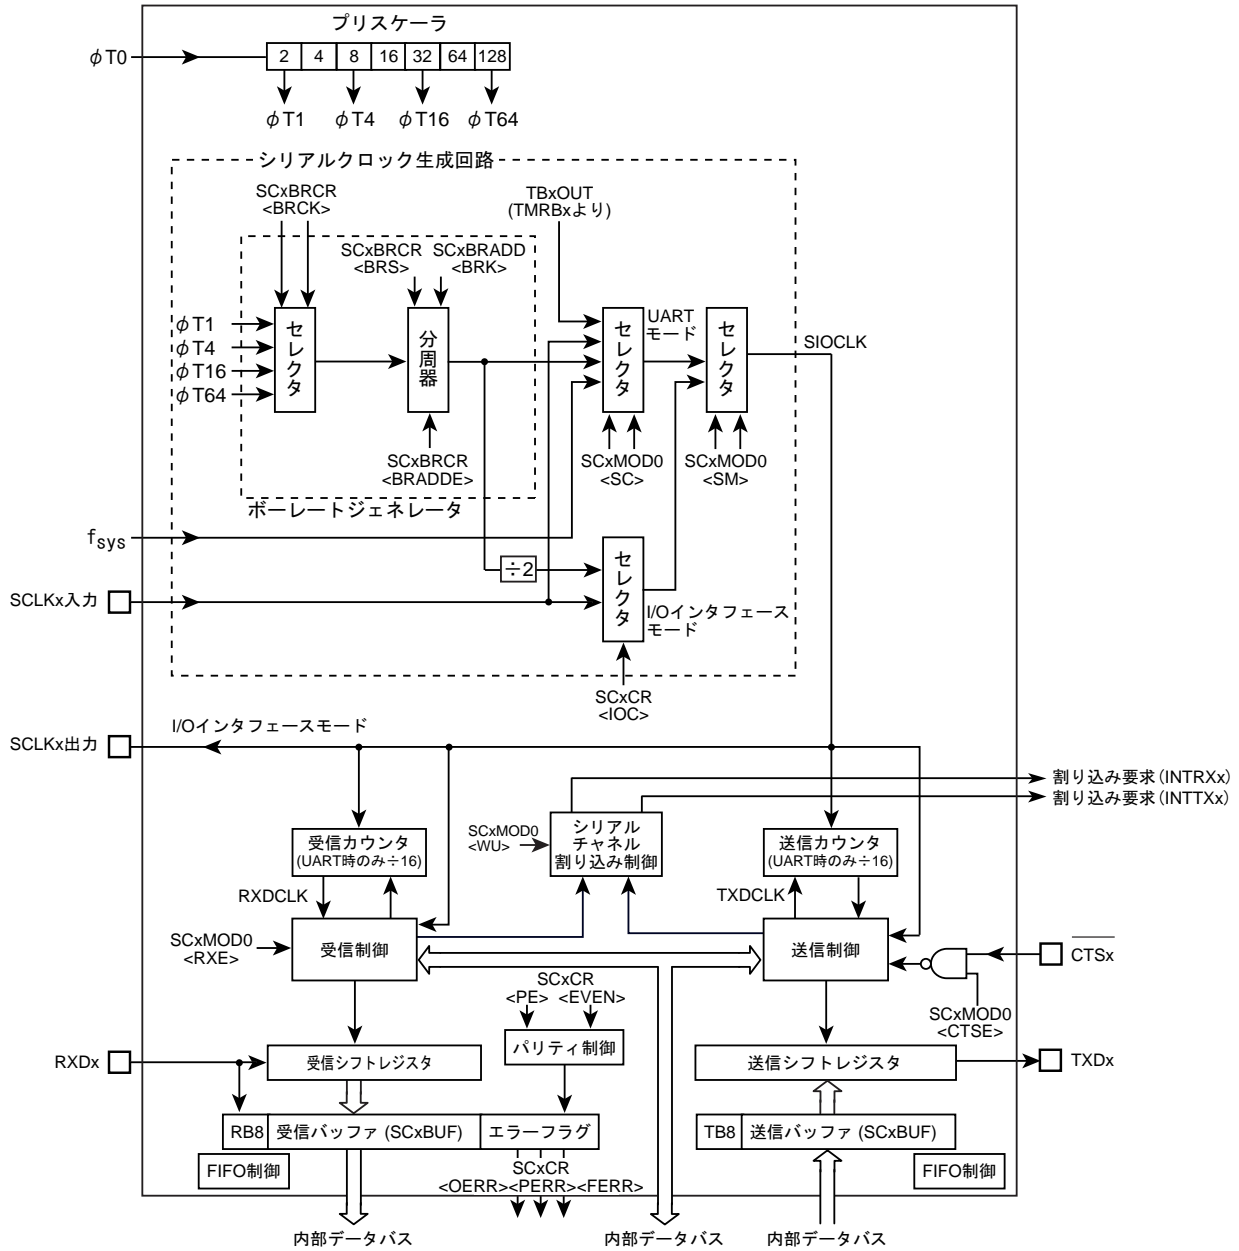 プリスケーラ
φT0
2 4 8 16 32 64 128
φT1 φT4 φT16 φT64
シリアルクロック生成回路
SCxBRCR
<BRCK>
TBxOUT
(TMRBxより)
SCxBRCR
<BRS>
SCxBRADD
<BRK>
φT1
φT4
φT16
φT64
セレクタ
分周器
セレクタ
UART
モード
セレクタ
SIOCLK
SCxBRCR
<BRADDE>
SCxMOD0
<SC>
SCxMOD0
<SM>
ボーレートジェネレータ
fsys
÷2
セレクタ
SCLKx入力
I/Oインタフェース
モード
SCxCR
<IOC>
I/Oインタフェースモード
SCLKx出力
割り込み要求(INTRXx)
割り込み要求(INTTXx)
受信カウンタ
(UART時のみ÷16)
SCxMOD0
<WU>
シリアル
チャネル
割り込み制御
送信カウンタ
(UART時のみ÷16)
RXDCLK
TXDCLK
SCxMOD0
<RXE>
受信制御
送信制御
CTSx
SCxMOD0
<CTSE>
SCxCR
<PE> <EVEN>
パリティ制御
RXDx
受信シフトレジスタ
送信シフトレジスタ
TXDx
RB8 受信バッファ(SCxBUF) エラーフラグ
TB8 送信バッファ(SCxBUF)
FIFO制御
SCxCR
<OERR><PERR><FERR>
FIFO制御
内部データバス
内部データバス
内部データバス